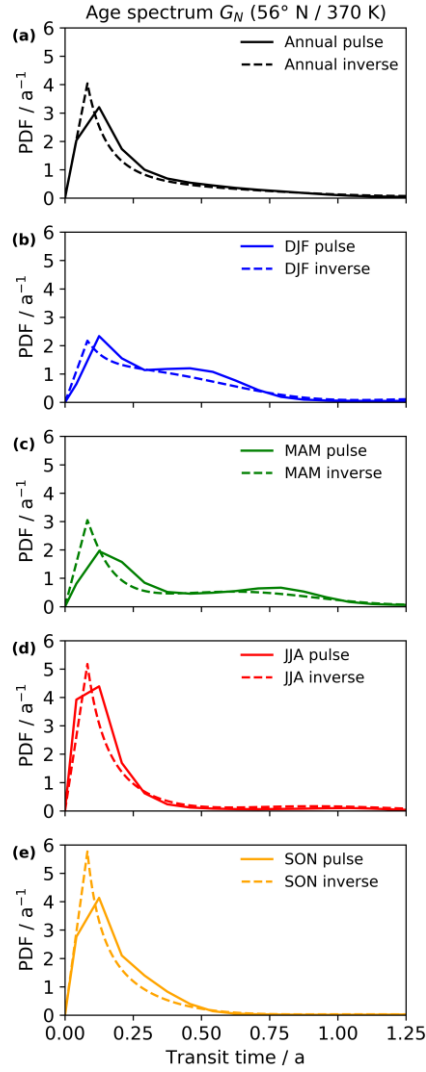 Age spectrum G_N (56° N / 370 K)
(a)
Annual pulse
Annual inverse
PDF / a⁻¹
6
5
4
3
2
1
0
(b)
DJF pulse
DJF inverse
PDF / a⁻¹
6
5
4
3
2
1
0
(c)
MAM pulse
MAM inverse
PDF / a⁻¹
6
5
4
3
2
1
0
(d)
JJA pulse
JJA inverse
PDF / a⁻¹
6
5
4
3
2
1
0
(e)
SON pulse
SON inverse
PDF / a⁻¹
6
5
4
3
2
1
0
0.00 0.25 0.50 0.75 1.00 1.25
Transit time / a